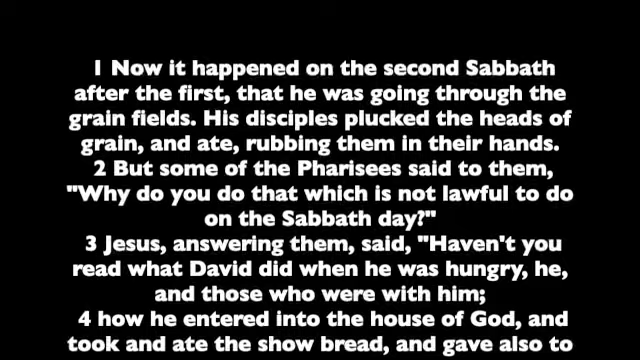 1 Now it happened on the second Sabbath
after the first, that he was going through the
grain fields. His disciples plucked the heads of
grain, and ate, rubbing them in their hands.
2 But some of the Pharisees said to them,
"Why do you do that which is not lawful to do
on the Sabbath day?"
3 Jesus, answering them, said, "Haven't you
read what David did when he was hungry, he,
and those who were with him;
4 how he entered into the house of God, and
took and ate the show bread, and gave also to